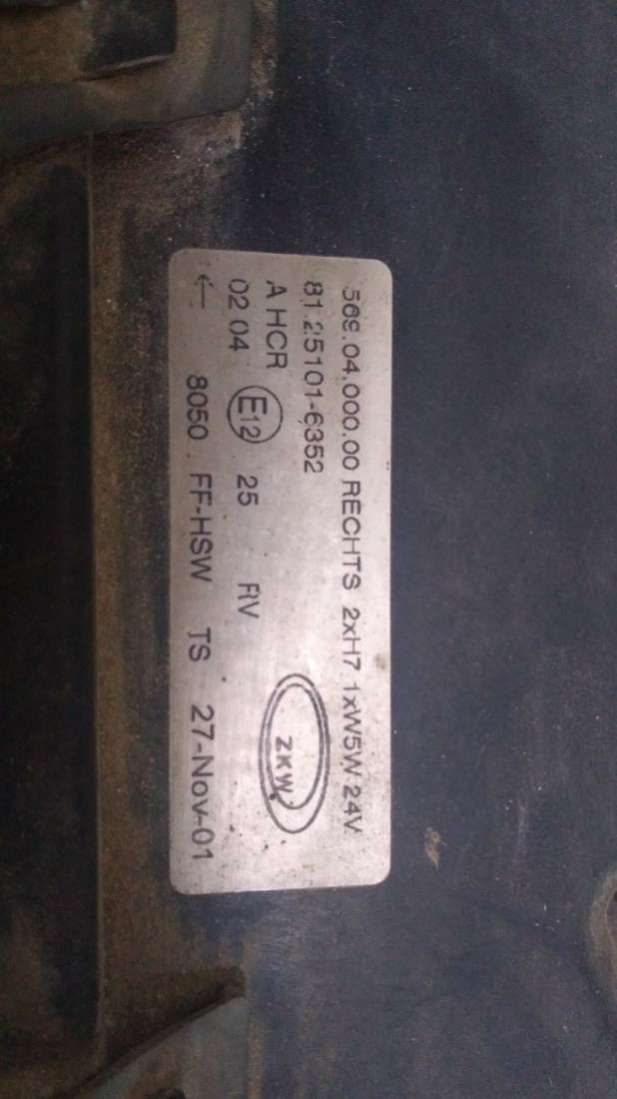 569.04.000.00 RECHTS 2xH7 1xW5W 24V
81.25101-6352
A HCR
02 04 E12 25 RV
ZKW
← 8050 FF-HSW TS 27-Nov-01